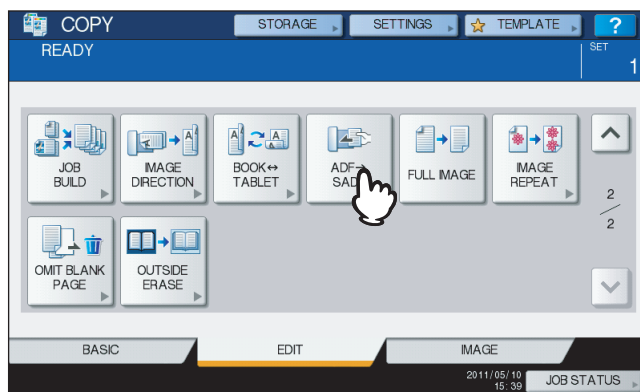 COPY
STORAGE
SETTINGS
TEMPLATE
?
READY
SET
1
JOB
BUILD
IMAGE
DIRECTION
BOOK↔
TABLET
ADF→
SAD
FULL IMAGE
IMAGE
REPEAT
2
2
OMIT BLANK
PAGE
OUTSIDE
ERASE
BASIC
EDIT
IMAGE
2011/05/10
15:39
JOB STATUS